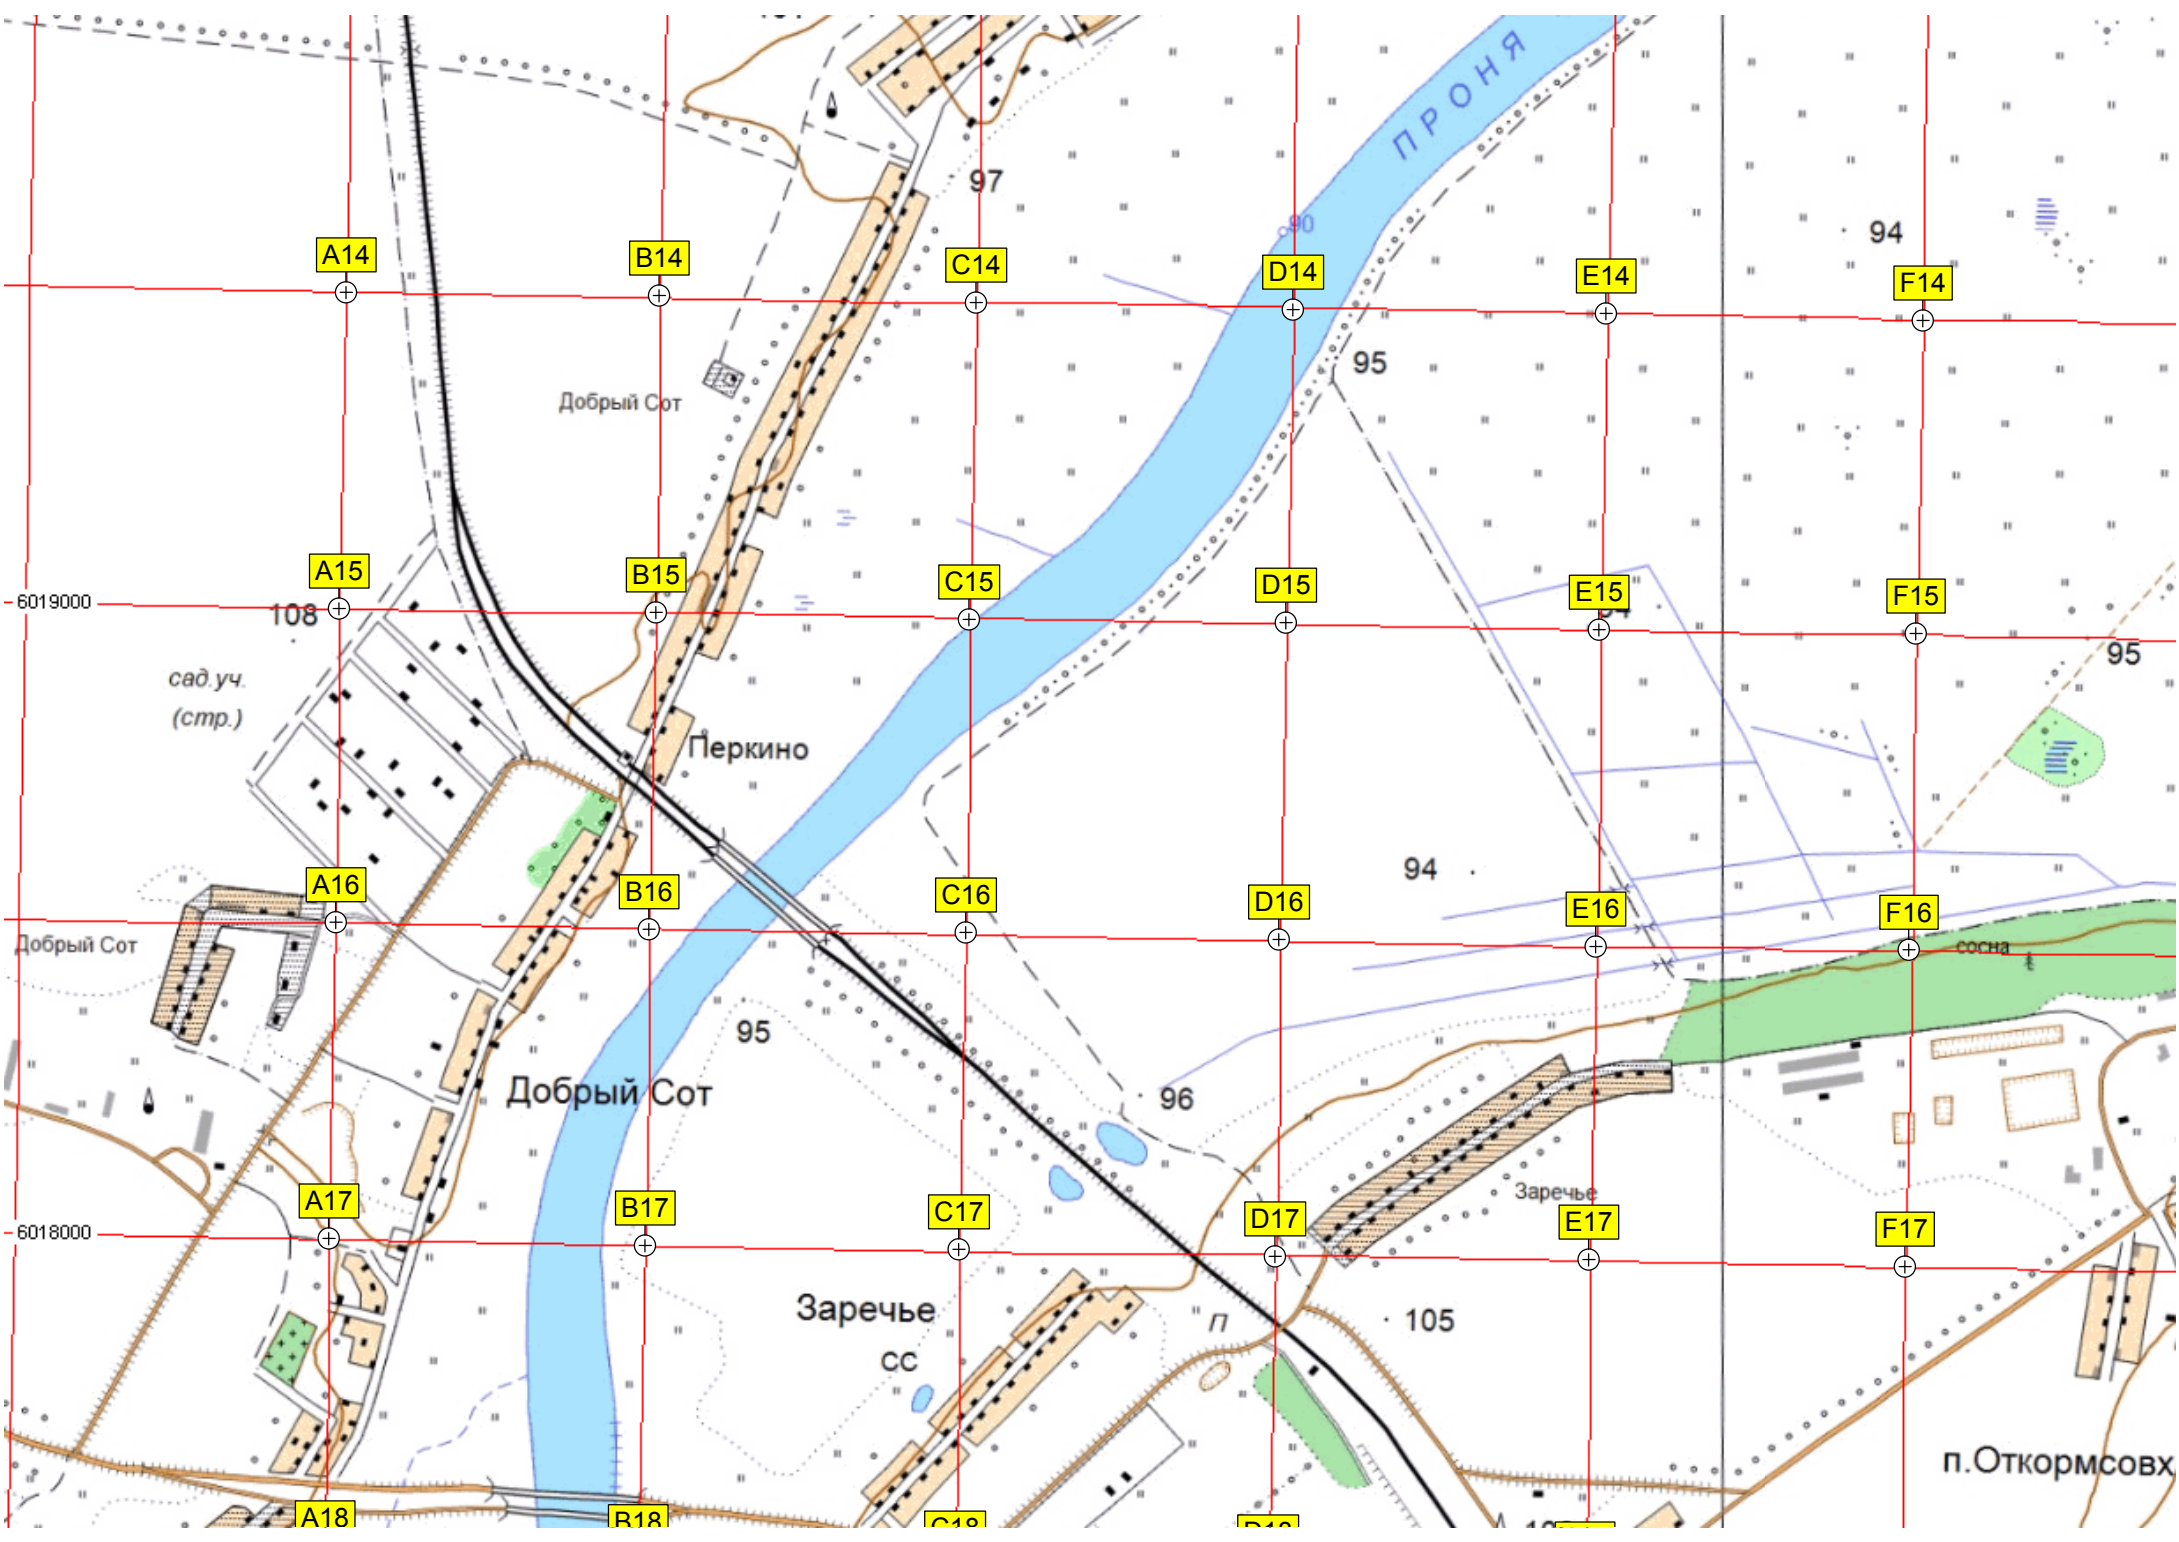 ПРОНЯ
97
90
94
A14
B14
C14
D14
E14
F14
95
Добрый Сот
A15
B15
C15
D15
E15
F15
6019000
108
95
сад.уч.
(стр.)
Перкино
94
A16
B16
C16
D16
E16
F16
Добрый Сот
сосна
95
Добрый Сот
96
Заречье
A17
B17
C17
D17
E17
F17
6018000
Заречье
СС
П
105
п.Откормсовх
A18
B18
C18
D18